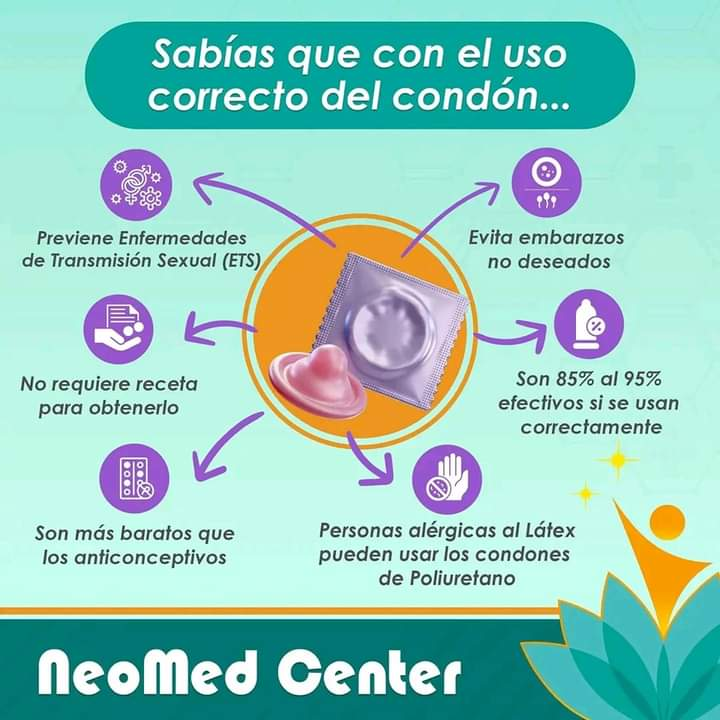 Sabías que con el uso
correcto del condón...
Previene Enfermedades
de Transmisión Sexual (ETS)
Evita embarazos
no deseados
No requiere receta
para obtenerlo
Son 85% al 95%
efectivos si se usan
correctamente
Son más baratos que
los anticonceptivos
Personas alérgicas al Látex
pueden usar los condones
de Poliuretano
NeoMed Center